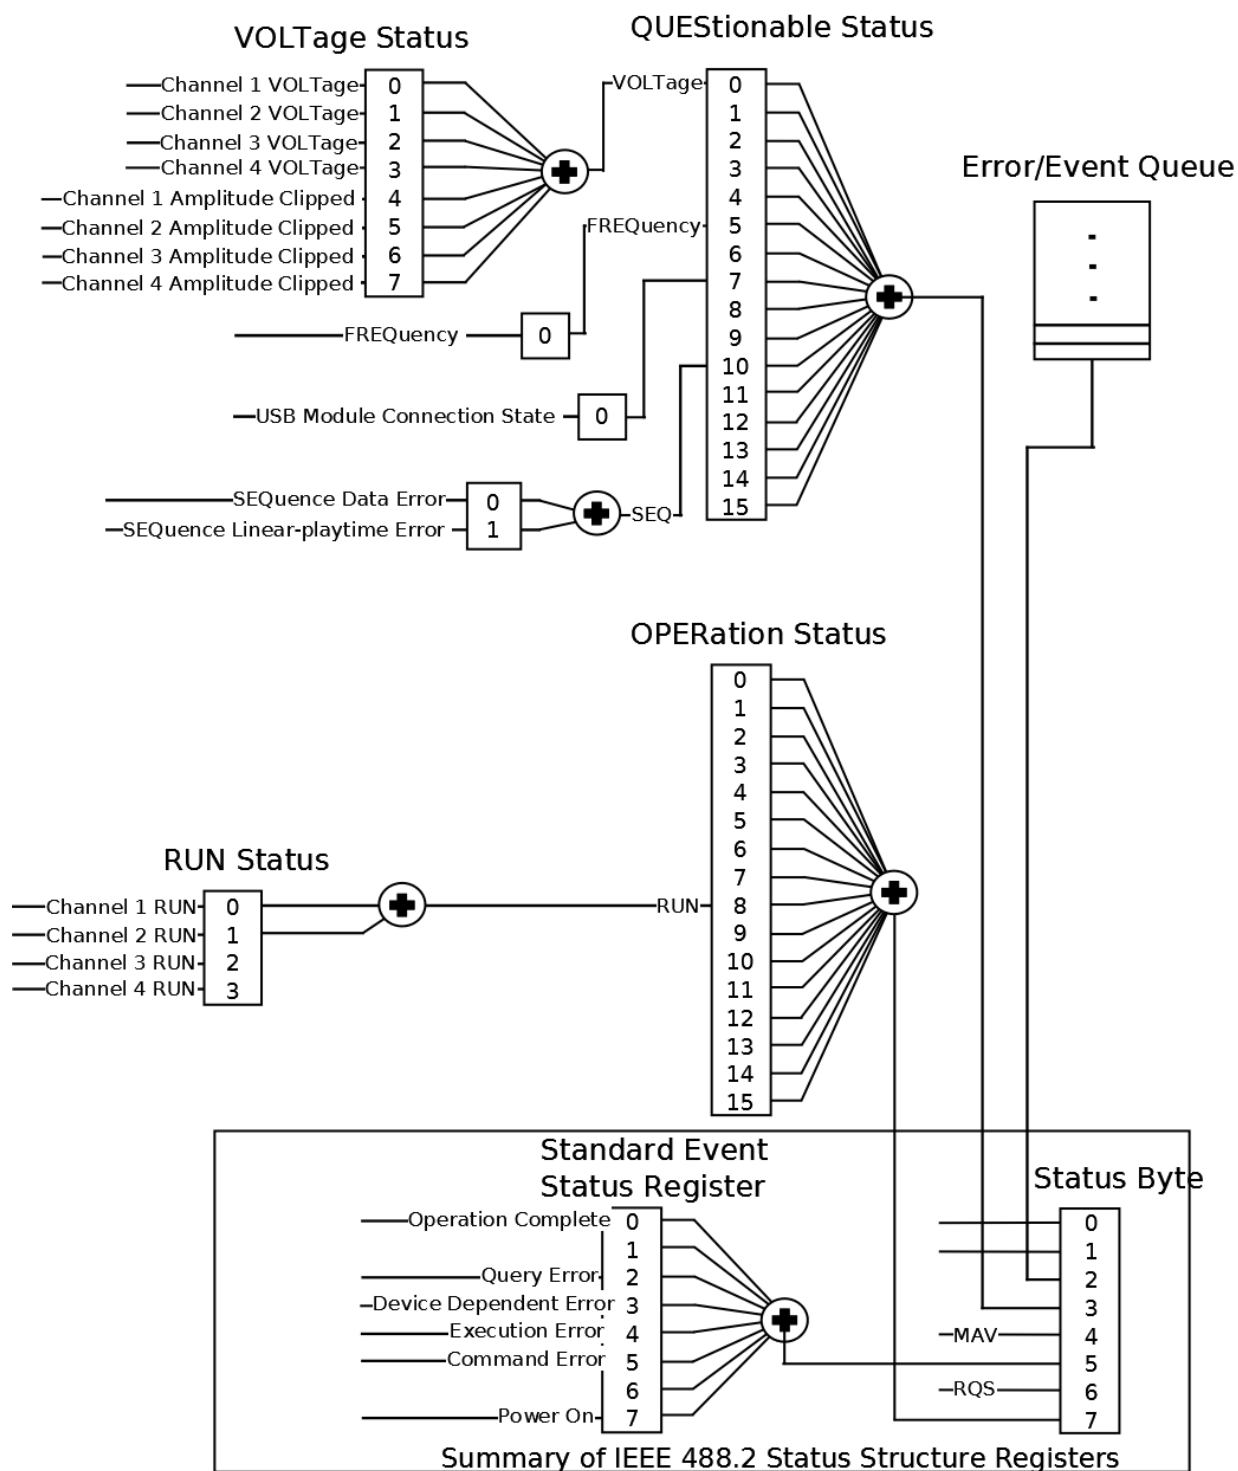 VOLTage Status
Channel 1 VOLTage 0
Channel 2 VOLTage 1
Channel 3 VOLTage 2
Channel 4 VOLTage 3
Channel 1 Amplitude Clipped 4
Channel 2 Amplitude Clipped 5
Channel 3 Amplitude Clipped 6
Channel 4 Amplitude Clipped 7
FREQuency 0
USB Module Connection State 0
SEQuence Data Error 0
SEQuence Linear-playtime Error 1
QUEStionable Status
VOLTage 0
1
2
3
4
FREQuency 5
6
7
8
9
10
11
12
13
14
15
SEQ
Error/Event Queue
-
-
-
OPERation Status
0
1
2
3
4
5
6
7
RUN 8
9
10
11
12
13
14
15
RUN Status
Channel 1 RUN 0
Channel 2 RUN 1
Channel 3 RUN 2
Channel 4 RUN 3
Standard Event
Status Register
Operation Complete 0
1
Query Error 2
Device Dependent Error 3
Execution Error 4
Command Error 5
6
Power On 7
Status Byte
0
1
2
3
MAV 4
5
RQS 6
7
Summary of IEEE 488.2 Status Structure Registers